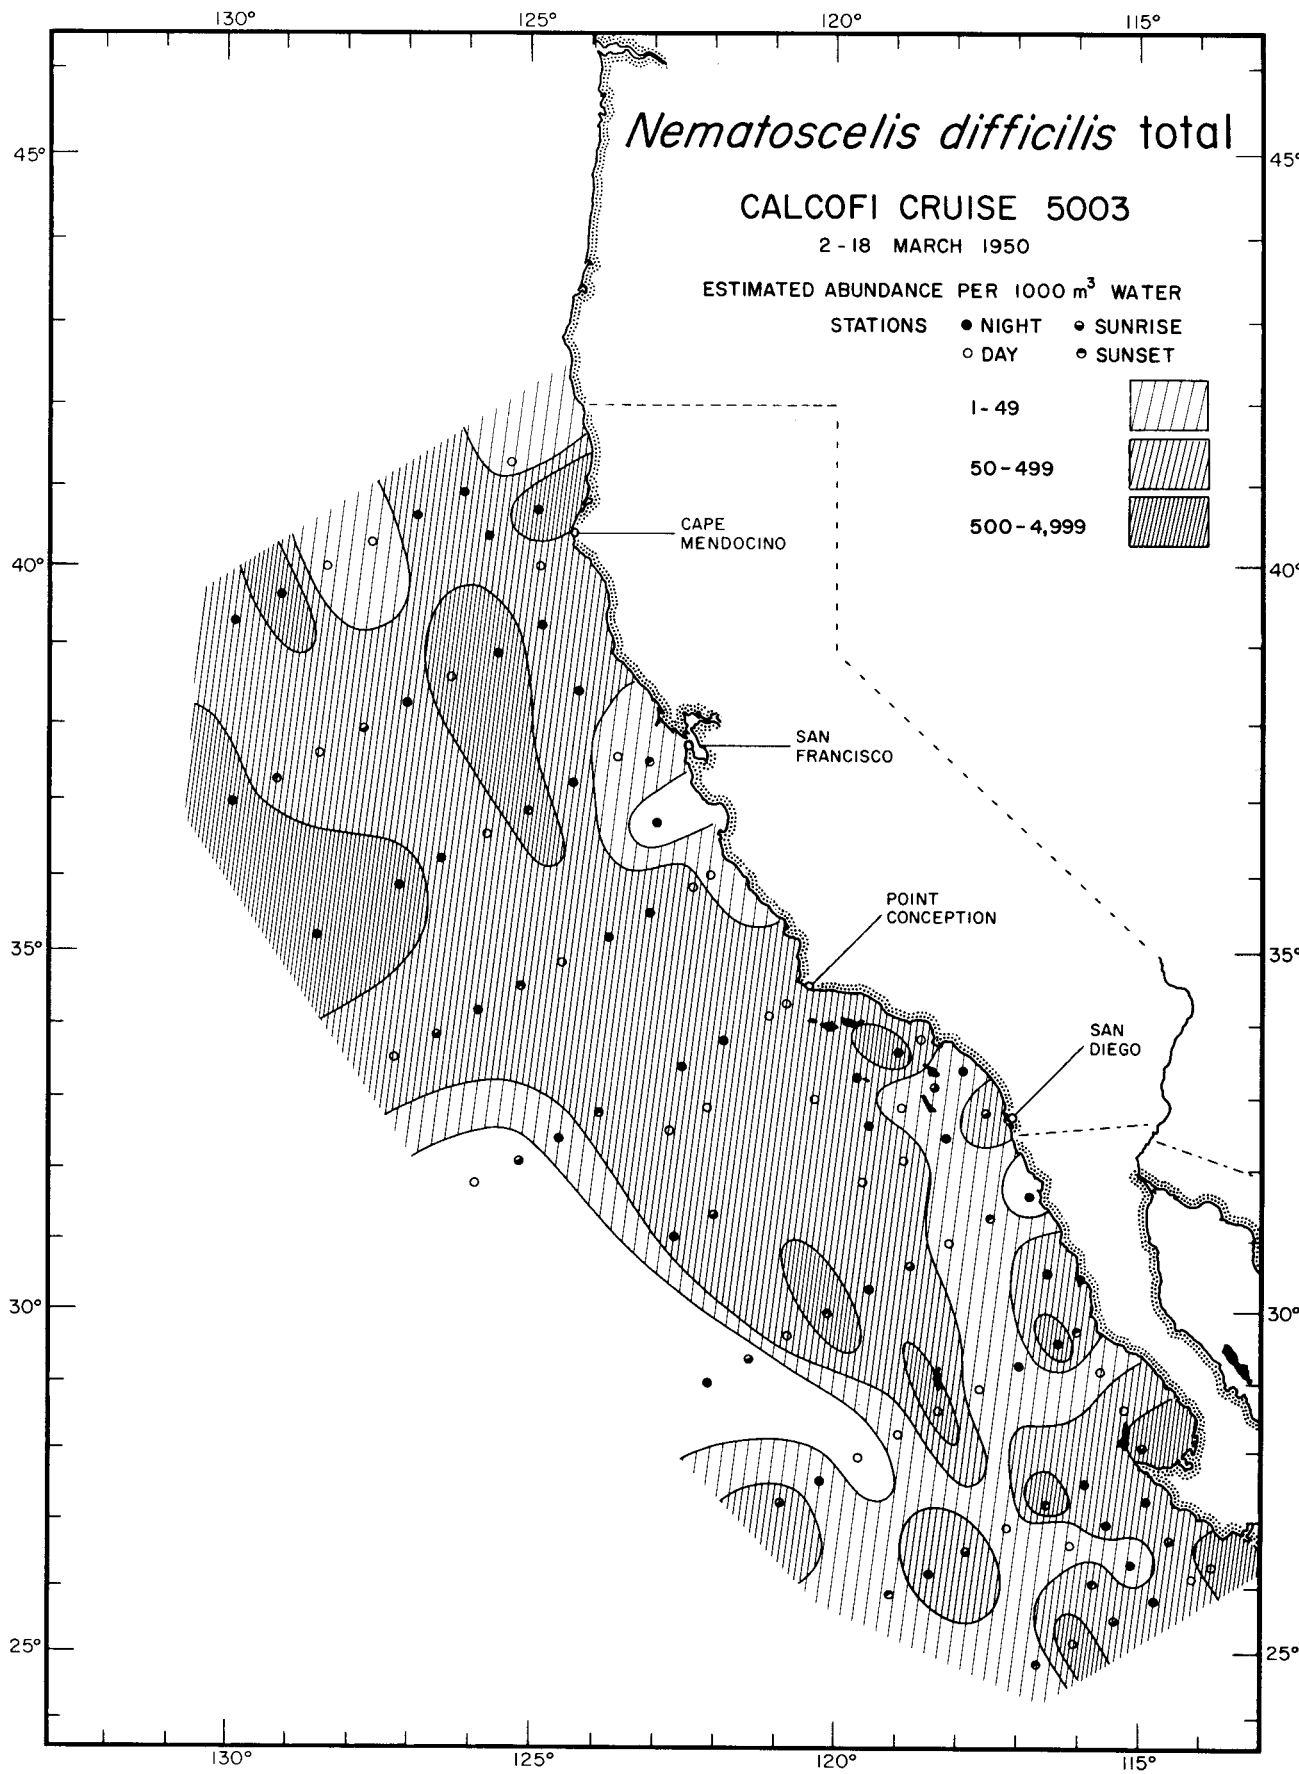 130° 125° 120° 115°
Nematoscelis difficilis total
45° 45°
CALCOFI CRUISE 5003
2-18 MARCH 1950
ESTIMATED ABUNDANCE PER 1000 m³ WATER
STATIONS ● NIGHT ◒ SUNRISE
○ DAY ◓ SUNSET
1-49
50-499
500-4,999
CAPE
MENDOCINO
40° 40°
SAN
FRANCISCO
POINT
CONCEPTION
35° 35°
SAN
DIEGO
30° 30°
25° 25°
130° 125° 120° 115°